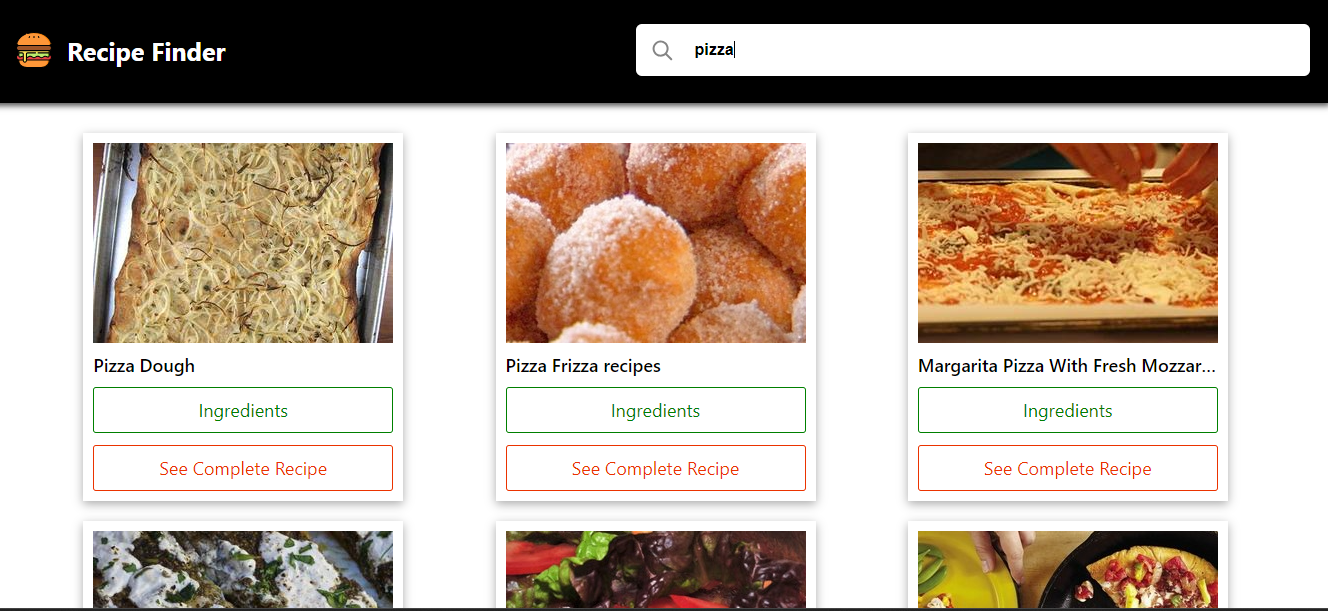 Recipe Finder
pizza
Pizza Dough
Pizza Frizza recipes
Margarita Pizza With Fresh Mozzar...
Ingredients
Ingredients
Ingredients
See Complete Recipe
See Complete Recipe
See Complete Recipe